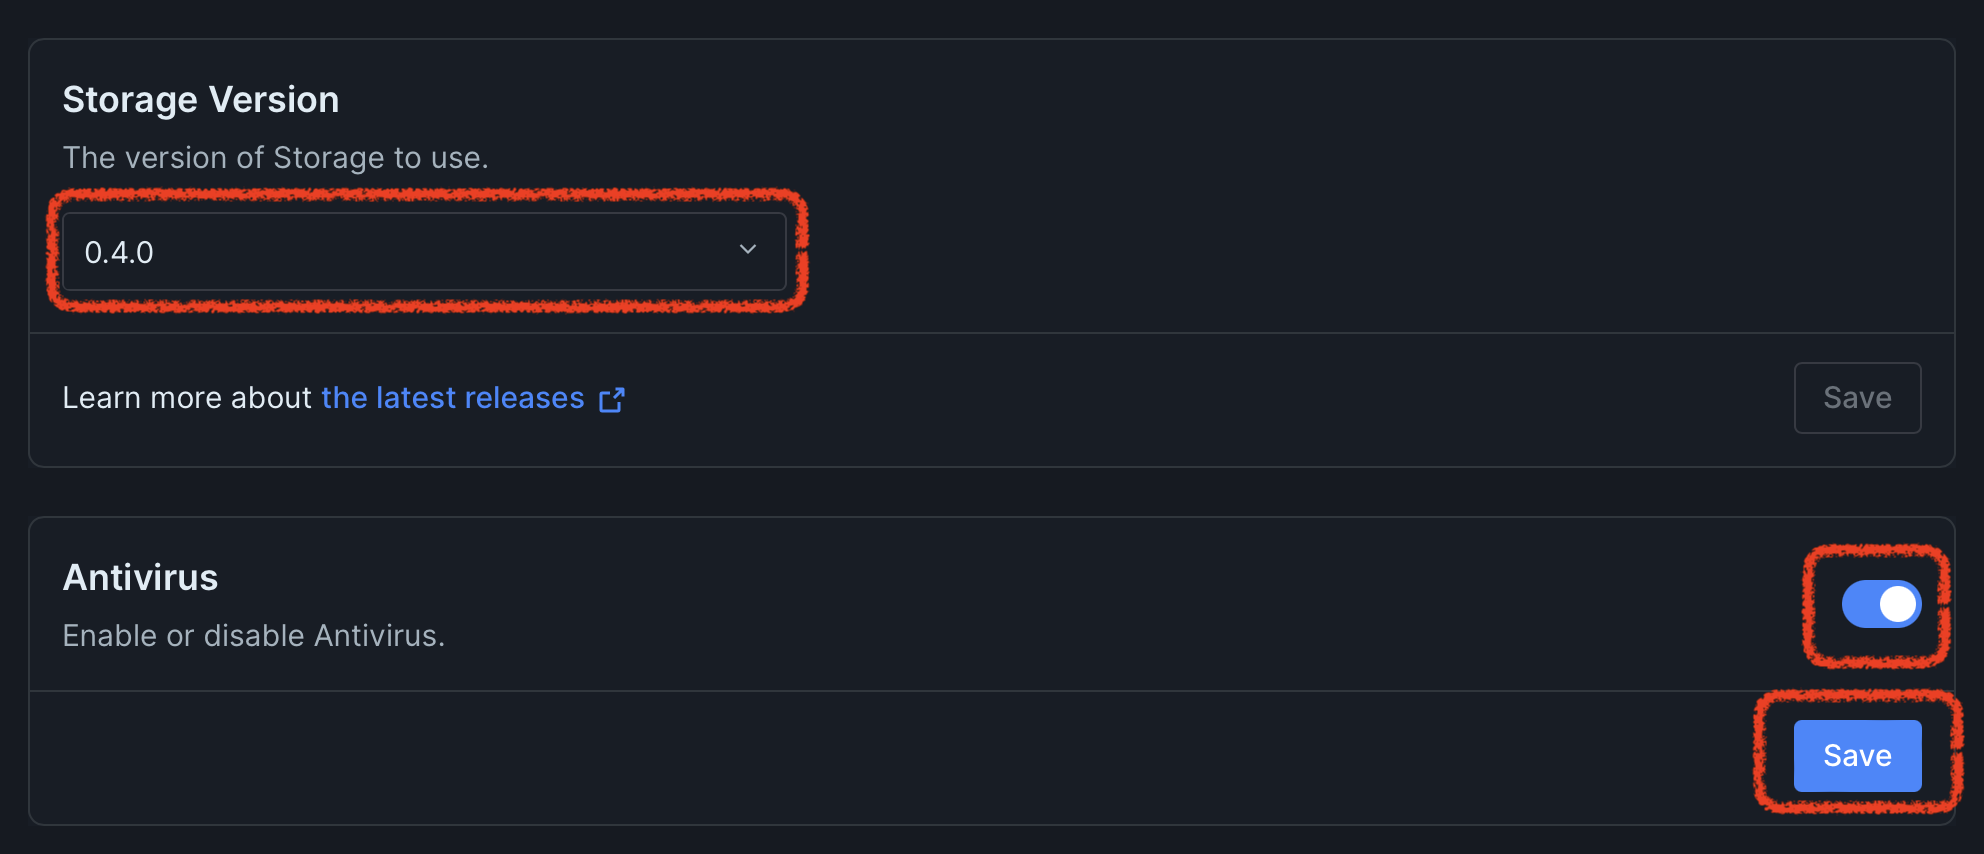 Storage Version
The version of Storage to use.
0.4.0
Learn more about the latest releases
Save
Antivirus
Enable or disable Antivirus.
Save